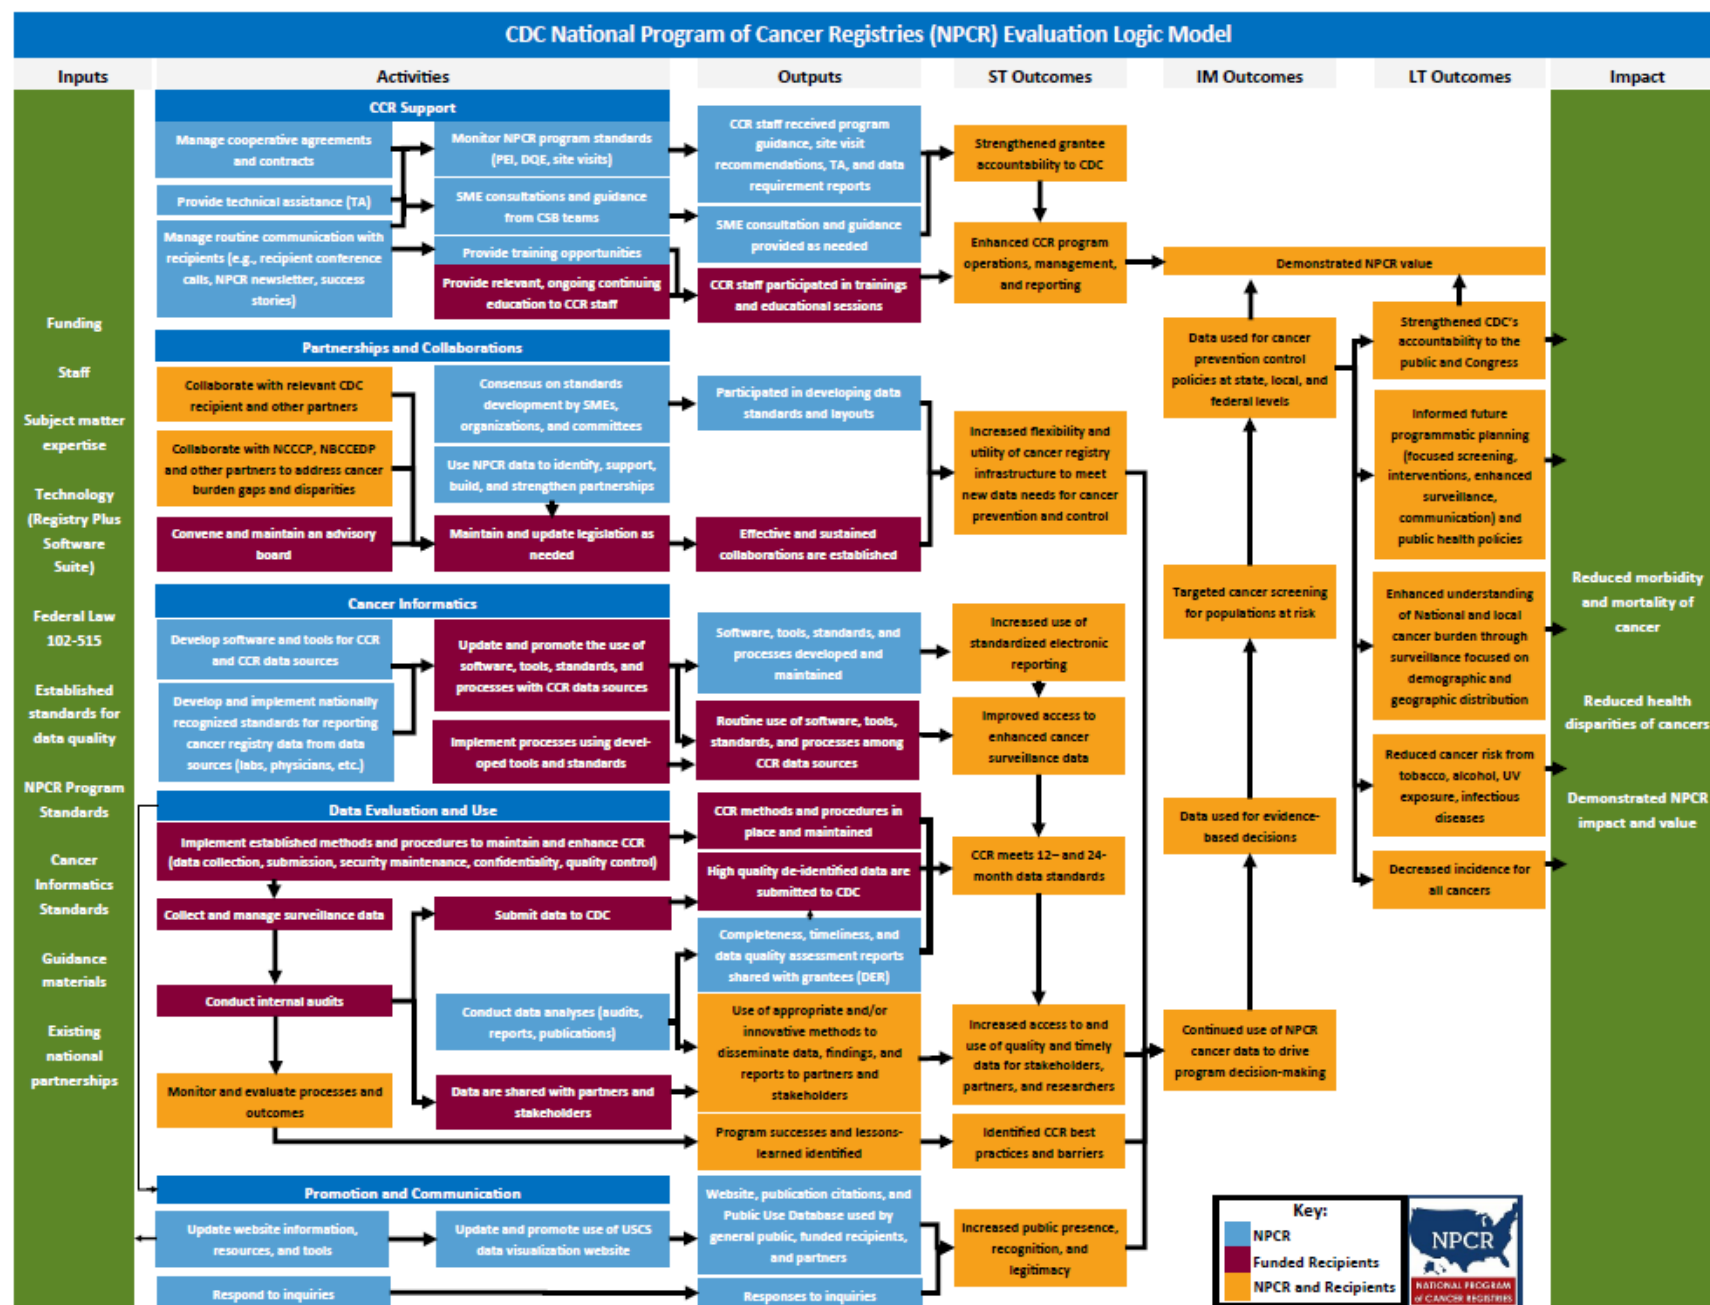 CDC National Program of Cancer Registries (NPCR) Evaluation Logic Model
Inputs
Activities
Outputs
ST Outcomes
IM Outcomes
LT Outcomes
Impact
Funding
Staff
Subject matter
expertise
Technology
(Registry Plus
Software
Suite)
Federal Law
102-515
Established
standards for
data quality
NPCR Program
Standards
Cancer
Informatics
Standards
Guidance
materials
Existing
national
partnerships
CCR Support
Manage cooperative agreements
and contracts
Provide technical assistance (TA)
Manage routine communication with
recipients (e.g., recipient conference
calls, NPCR newsletter, success
stories)
Monitor NPCR program standards
(PEI, DQE, site visits)
SME consultations and guidance
from CSB teams
Provide training opportunities
Provide relevant, ongoing continuing
education to CCR staff
CCR staff received program
guidance, site visit
recommendations, TA, and data
requirement reports
SME consultation and guidance
provided as needed
CCR staff participated in trainings
and educational sessions
Strengthened grantee
accountability to CDC
Enhanced CCR program
operations, management,
and reporting
Partnerships and Collaborations
Collaborate with relevant CDC
recipient and other partners
Collaborate with NCCCP, NBCCEDP
and other partners to address cancer
burden gaps and disparities
Convene and maintain an advisory
board
Consensus on standards
development by SMEs,
organizations, and committees
Use NPCR data to identify, support,
build, and strengthen partnerships
Maintain and update legislation as
needed
Participated in developing data
standards and layouts
Effective and sustained
collaborations are established
Increased flexibility and
utility of cancer registry
infrastructure to meet
new data needs for cancer
prevention and control
Cancer Informatics
Develop software and tools for CCR
and CCR data sources
Develop and implement nationally
recognized standards for reporting
cancer registry data from data
sources (labs, physicians, etc.)
Update and promote the use of
software, tools, standards, and
processes with CCR data sources
Implement processes using devel-
oped tools and standards
Software, tools, standards, and
processes developed and
maintained
Routine use of software, tools,
standards, and processes among
CCR data sources
Increased use of
standardized electronic
reporting
Improved access to
enhanced cancer
surveillance data
Data Evaluation and Use
Implement established methods and procedures to maintain and enhance CCR
(data collection, submission, security maintenance, confidentiality, quality control)
Collect and manage surveillance data
Conduct internal audits
Monitor and evaluate processes and
outcomes
Submit data to CDC
Conduct data analyses (audits,
reports, publications)
Data are shared with partners and
stakeholders
CCR methods and procedures in
place and maintained
High quality de-identified data are
submitted to CDC
Completeness, timeliness, and
data quality assessment reports
shared with grantees (DER)
Use of appropriate and/or
innovative methods to
disseminate data, findings, and
reports to partners and
stakeholders
Program successes and lessons-
learned identified
CCR meets 12– and 24-
month data standards
Increased access to and
use of quality and timely
data for stakeholders,
partners, and researchers
Identified CCR best
practices and barriers
Promotion and Communication
Update website information,
resources, and tools
Respond to inquiries
Update and promote use of USCS
data visualization website
Website, publication citations, and
Public Use Database used by
general public, funded recipients,
and partners
Responses to inquiries
Increased public presence,
recognition, and
legitimacy
Demonstrated NPCR value
Data used for cancer
prevention control
policies at state, local, and
federal levels
Targeted cancer screening
for populations at risk
Data used for evidence-
based decisions
Continued use of NPCR
cancer data to drive
program decision-making
Strengthened CDC's
accountability to the
public and Congress
Informed future
programmatic planning
(focused screening,
interventions, enhanced
surveillance,
communication) and
public health policies
Enhanced understanding
of National and local
cancer burden through
surveillance focused on
demographic and
geographic distribution
Reduced cancer risk from
tobacco, alcohol, UV
exposure, infectious
diseases
Decreased incidence for
all cancers
Reduced morbidity
and mortality of
cancer
Reduced health
disparities of cancers
Demonstrated NPCR
impact and value
Key:
NPCR
Funded Recipients
NPCR and Recipients
NPCR
NATIONAL PROGRAM
of CANCER REGISTRIES